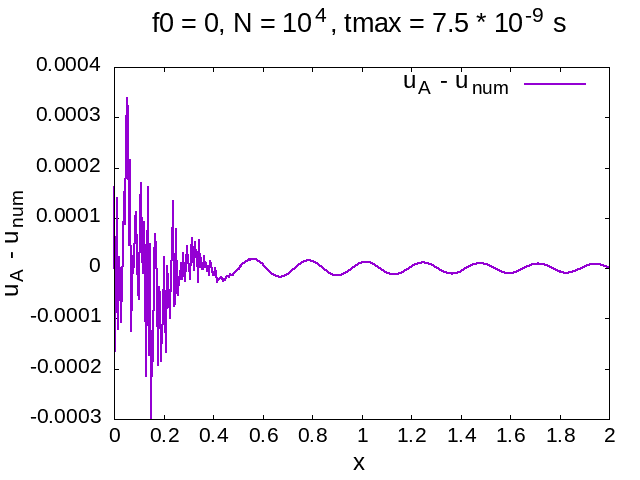 f0 = 0, N = 10^4, tmax = 7.5 * 10^-9 s
u_A - u_num
0.0004
0.0003
0.0002
0.0001
0
-0.0001
-0.0002
-0.0003
u_A - u_num
0 0.2 0.4 0.6 0.8 1 1.2 1.4 1.6 1.8 2
x